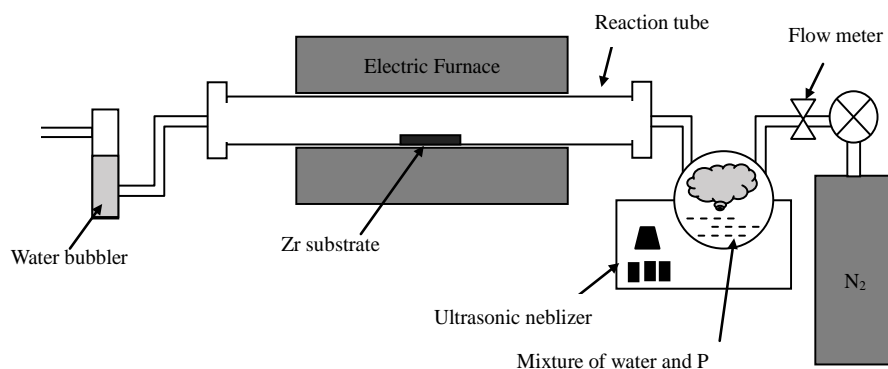 Reaction tube
Flow meter
Electric Furnace
Water bubbler
Zr substrate
N2
Ultrasonic neblizer
Mixture of water and P